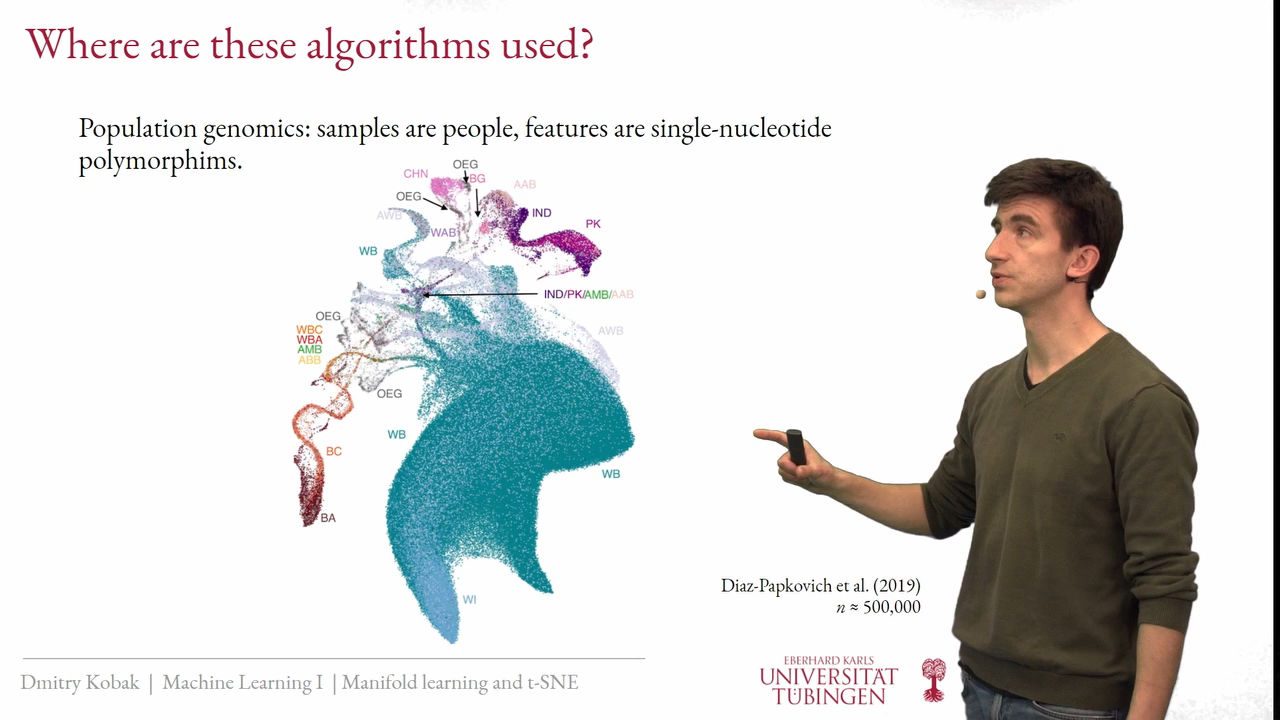 Where are these algorithms used?
Population genomics: samples are people, features are single-nucleotide
polymorphims.
OEG
CHN
BG
AAB
OEG
AWB
IND
PK
WAB
WB
IND/PK/AMB/AAB
OEG
WBC
WBA
AMB
ABB
AWB
OEG
WB
BC
WB
BA
WI
Diaz-Papkovich et al. (2019)
n ≈ 500,000
Dmitry Kobak | Machine Learning I | Manifold learning and t-SNE
EBERHARD KARLS
UNIVERSITÄT
TÜBINGEN